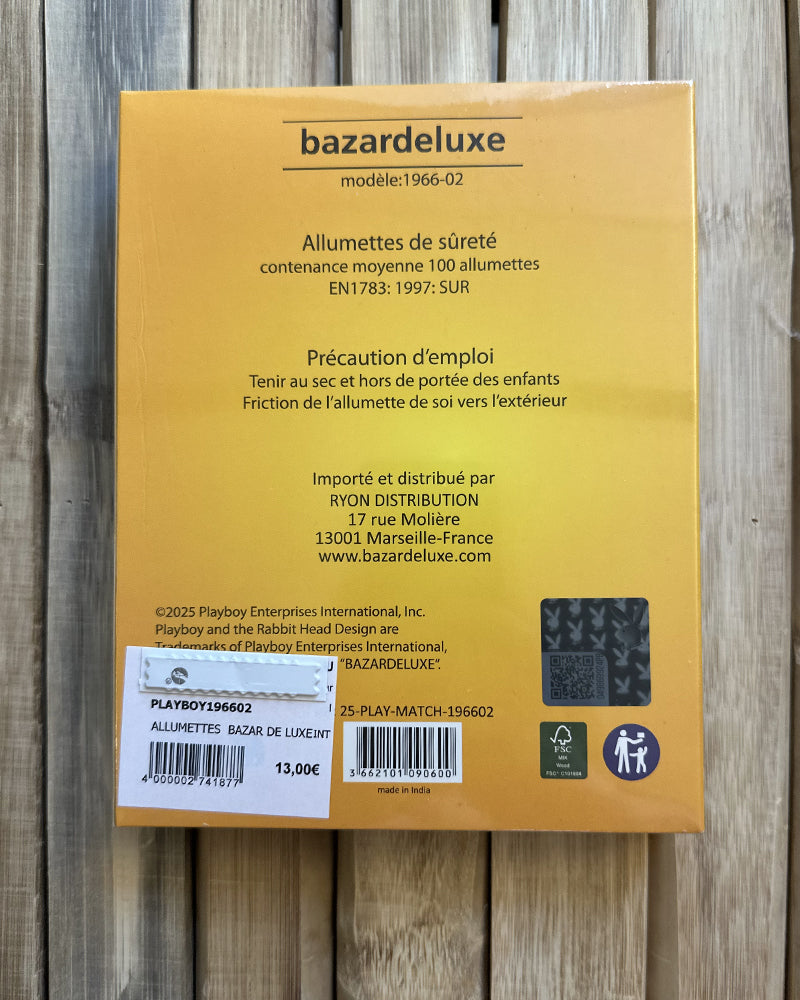 bazardeluxe
modèle:1966-02
Allumettes de sûreté
contenance moyenne 100 allumettes
EN1783: 1997: SUR
Précaution d’emploi
Tenir au sec et hors de portée des enfants
Friction de l’allumette de soi vers l’extérieur
Importé et distribué par
RYON DISTRIBUTION
17 rue Molière
13001 Marseille-France
www.bazardeluxe.com
©2025 Playboy Enterprises International, Inc.
Playboy and the Rabbit Head Design are
Trademarks of Playboy Enterprises International,
“BAZARDELUXE”.
25-PLAY-MATCH-196602
PLAYBOY196602
ALLUMETTES BAZAR DE LUXEINT
13,00€
4 000002 741877
3 662101 090600
made in India
FSC
MIX
Wood
FSC® C101884